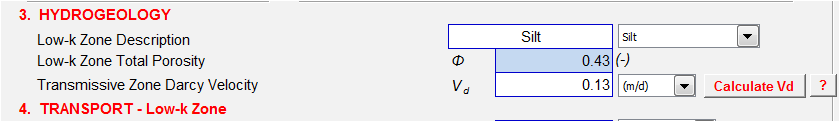 3. HYDROGEOLOGY
Low-k Zone Description Silt Silt
Low-k Zone Total Porosity Φ 0.43 (-)
Transmissive Zone Darcy Velocity Vd 0.13 (m/d) Calculate Vd ?
4. TRANSPORT - Low-k Zone